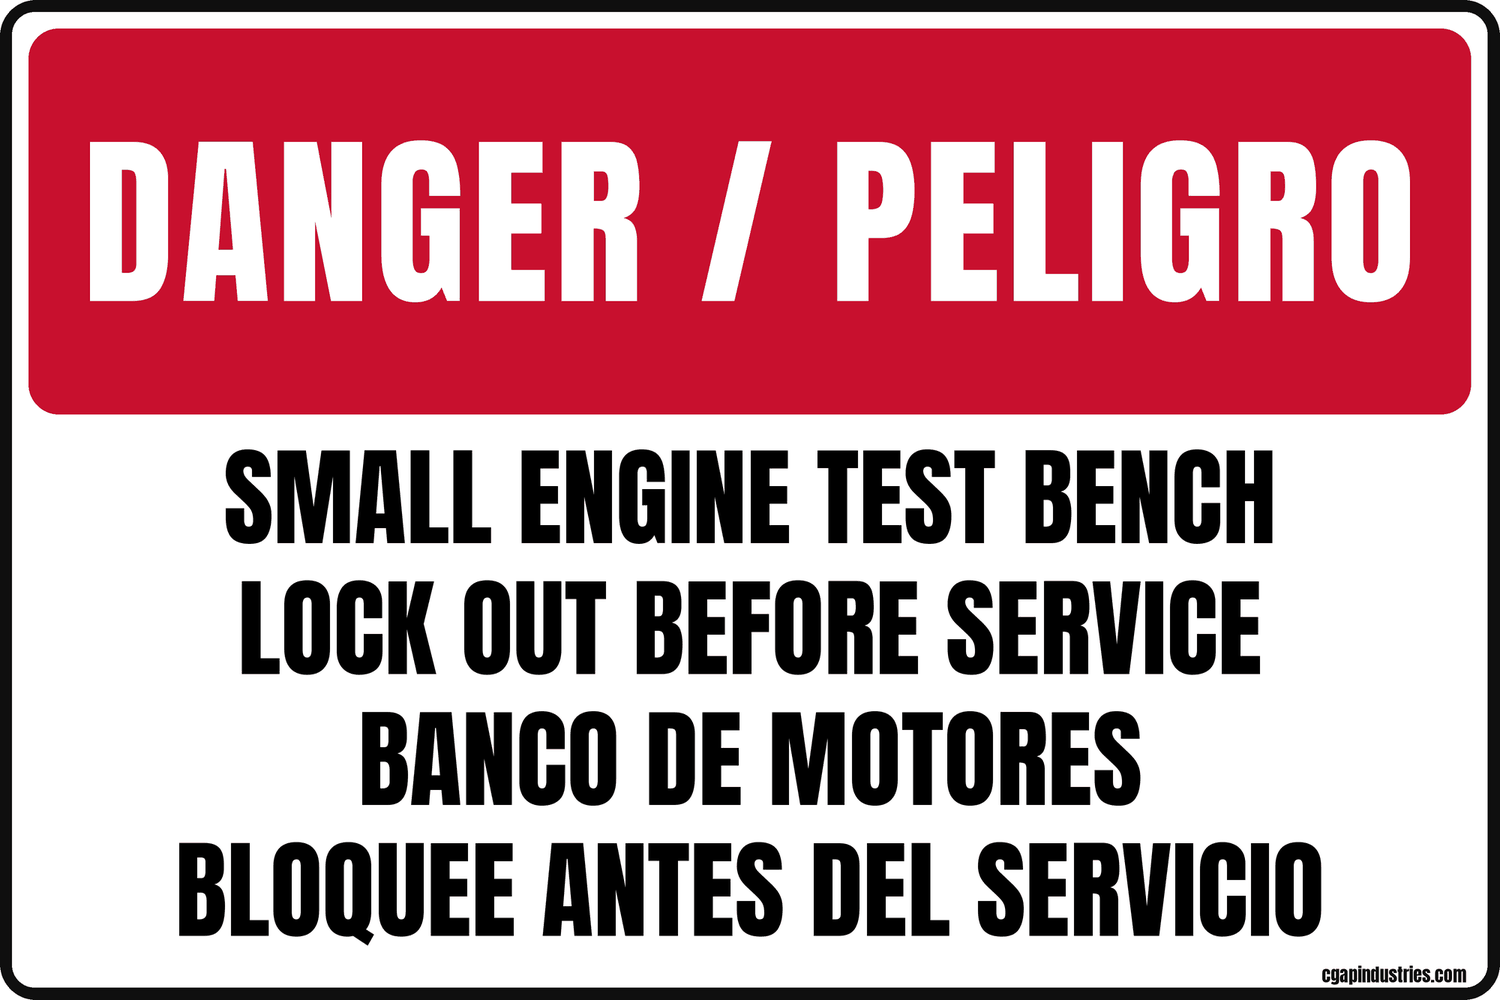 DANGER / PELIGRO
SMALL ENGINE TEST BENCH
LOCK OUT BEFORE SERVICE
BANCO DE MOTORES
BLOQUEE ANTES DEL SERVICIO
cgapindustries.com